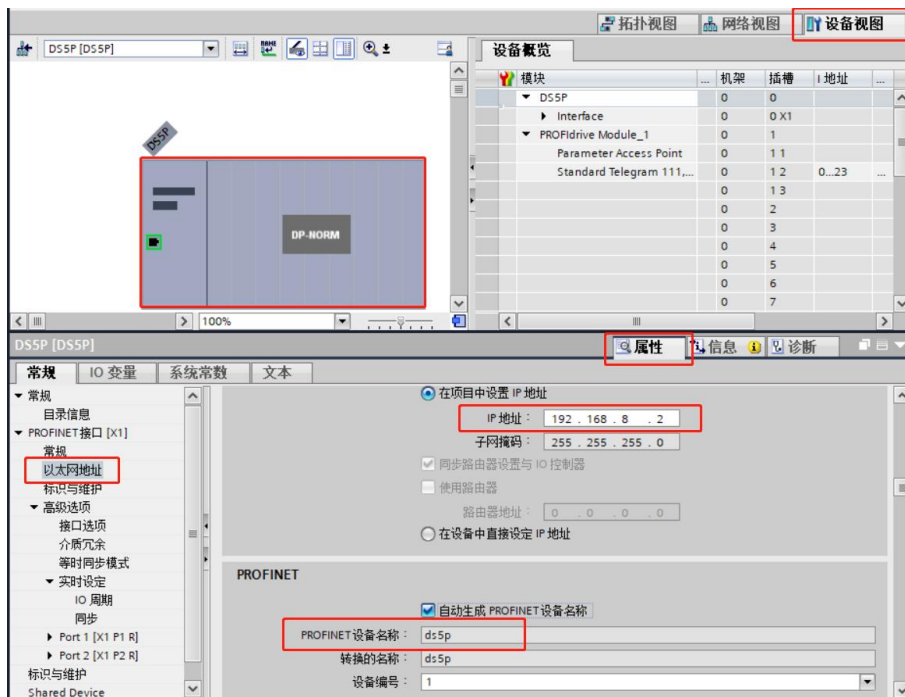 拓扑视图 网络视图 设备视图
DS5P [DS5P]
设备概览
模块 ... 机架 插槽 I 地址 ...
DS5P 0 0
Interface 0 0 X1
PROFIdrive Module_1 0 1
Parameter Access Point 0 1 1
Standard Telegram 111,... 0 1 2 0...23 ...
0 1 3
0 2
0 3
0 4
0 5
0 6
0 7
DS5P
DP-NORM
100%
DS5P [DS5P]
属性 信息 诊断
常规 IO 变量 系统常数 文本
常规
目录信息
PROFINET 接口 [X1]
常规
以太网地址
标识与维护
高级选项
接口选项
介质冗余
等时同步模式
实时设定
IO 周期
同步
Port 1 [X1 P1 R]
Port 2 [X1 P2 R]
标识与维护
Shared Device
在项目中设置 IP 地址
IP 地址： 192 . 168 . 8 . 2
子网掩码： 255 . 255 . 255 . 0
同步路由器设置与 IO 控制器
使用路由器
路由器地址： 0 . 0 . 0 . 0
在设备中直接设定 IP 地址
PROFINET
自动生成 PROFINET 设备名称
PROFINET 设备名称： ds5p
转换的名称： ds5p
设备编号： 1